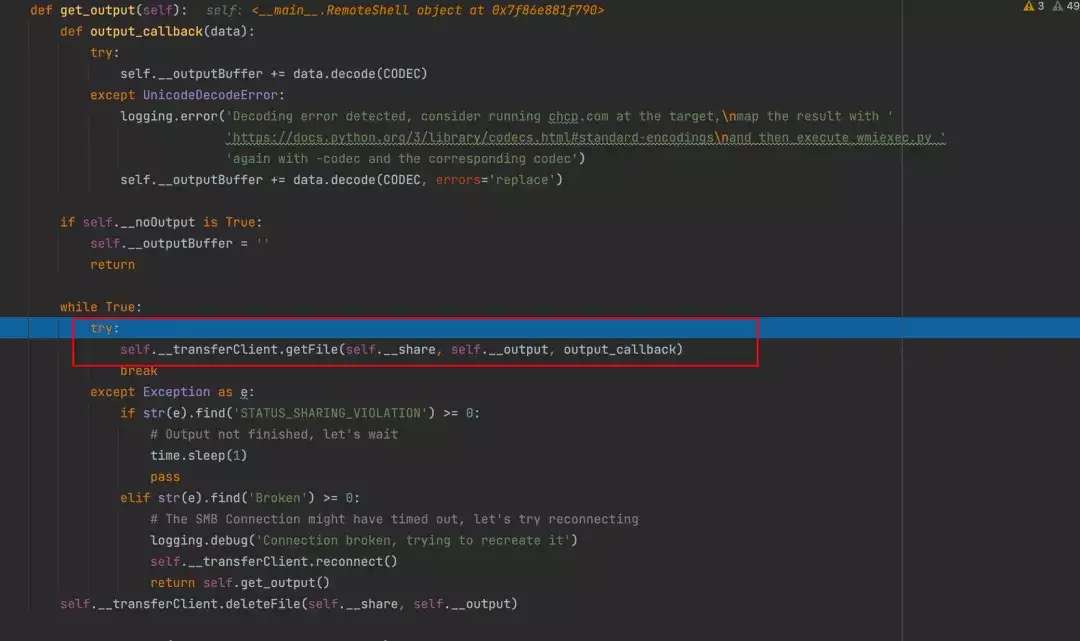 def get_output(self):   self: <__main__.RemoteShell object at 0x7f86e881f790>
3 49
def output_callback(data):
try:
self.__outputBuffer += data.decode(CODEC)
except UnicodeDecodeError:
logging.error('Decoding error detected, consider running chcp.com at the target,\nmap the result with '
'https://docs.python.org/3/library/codecs.html#standard-encodings\nand then execute wmiexec.py '
'again with -codec and the corresponding codec')
self.__outputBuffer += data.decode(CODEC, errors='replace')
if self.__noOutput is True:
self.__outputBuffer = ''
return
while True:
try:
self.__transferClient.getFile(self.__share, self.__output, output_callback)
break
except Exception as e:
if str(e).find('STATUS_SHARING_VIOLATION') >= 0:
# Output not finished, let's wait
time.sleep(1)
pass
elif str(e).find('Broken') >= 0:
# The SMB Connection might have timed out, let's try reconnecting
logging.debug('Connection broken, trying to recreate it')
self.__transferClient.reconnect()
return self.get_output()
self.__transferClient.deleteFile(self.__share, self.__output)